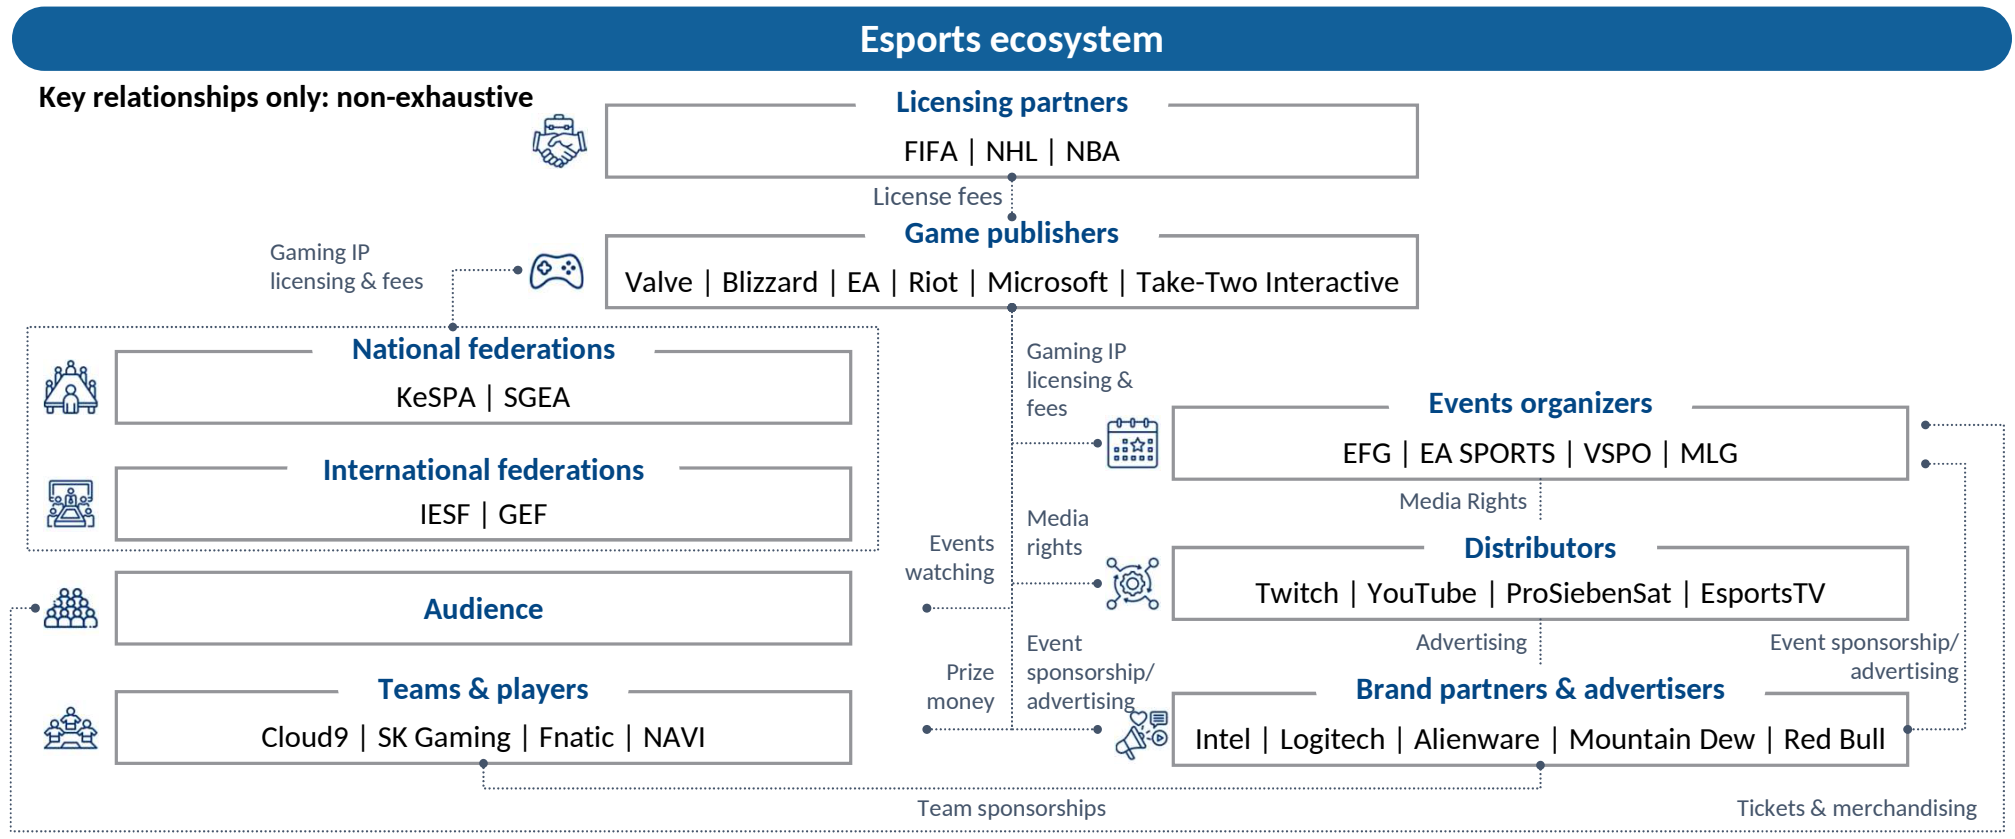 Esports ecosystem
Key relationships only: non-exhaustive
Licensing partners
FIFA | NHL | NBA
License fees
Game publishers
Valve | Blizzard | EA | Riot | Microsoft | Take-Two Interactive
Gaming IP
licensing & fees
National federations
KeSPA | SGEA
International federations
IESF | GEF
Audience
Teams & players
Cloud9 | SK Gaming | Fnatic | NAVI
Gaming IP
licensing &
fees
Events
watching
Media
rights
Prize
money
Event
sponsorship/
advertising
Events organizers
EFG | EA SPORTS | VSPO | MLG
Media Rights
Distributors
Twitch | YouTube | ProSiebenSat | EsportsTV
Advertising
Event sponsorship/
advertising
Brand partners & advertisers
Intel | Logitech | Alienware | Mountain Dew | Red Bull
Team sponsorships
Tickets & merchandising